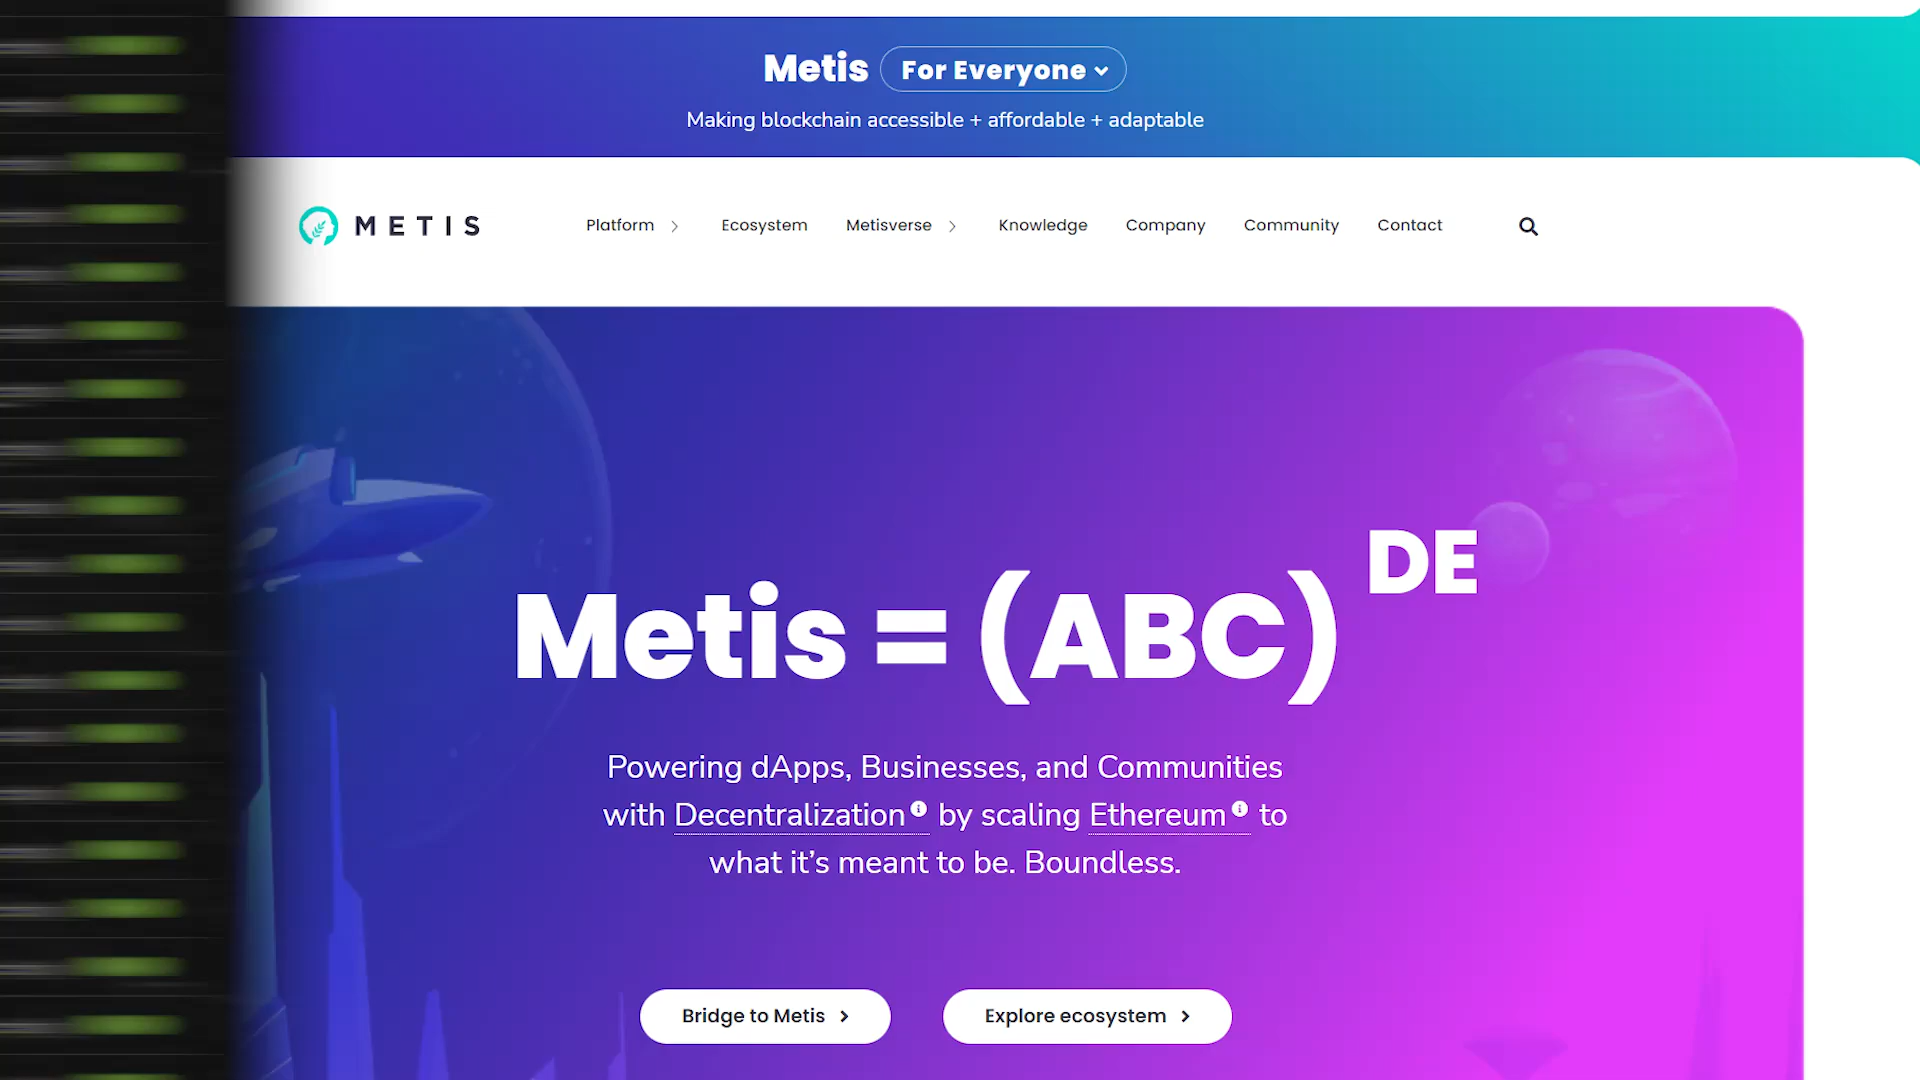 Metis For Everyone
Making blockchain accessible + affordable + adaptable
METIS
Platform
Ecosystem
Metisverse
Knowledge
Company
Community
Contact
Metis = (ABC) DE
Powering dApps, Businesses, and Communities
with Decentralization by scaling Ethereum to
what it’s meant to be. Boundless.
Bridge to Metis
Explore ecosystem